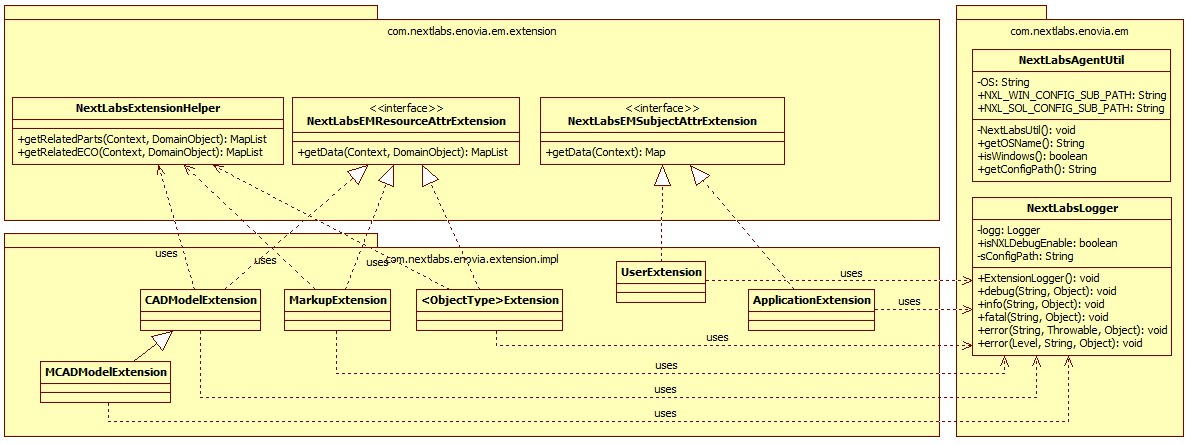 com.nextlabs.enovia.em.extension
NextLabsExtensionHelper
+getRelatedParts(Context, DomainObject): MapList
+getRelatedECO(Context, DomainObject): MapList
<<interface>>
NextLabsEMResourceAttrExtension
+getData(Context, DomainObject): MapList
<<interface>>
NextLabsEMSubjectAttrExtension
+getData(Context): Map
com.nextlabs.enovia.em
NextLabsAgentUtil
-OS: String
+NXL_WIN_CONFIG_SUB_PATH: String
+NXL_SOL_CONFIG_SUB_PATH: String
-NextLabsUtil(): void
+getOSName(): String
+isWindows(): boolean
+getConfigPath(): String
NextLabsLogger
-logg: Logger
+isNXLDebugEnable: boolean
-sConfigPath: String
+ExtensionLogger(): void
+debug(String, Object): void
+info(String, Object): void
+fatal(String, Object): void
+error(String, Throwable, Object): void
+error(Level, String, Object): void
com.nextlabs.enovia.extension.impl
uses
uses
uses
CADModelExtension
MarkupExtension
<ObjectType>Extension
UserExtension
ApplicationExtension
MCADModelExtension
uses
uses
uses
uses
uses
uses